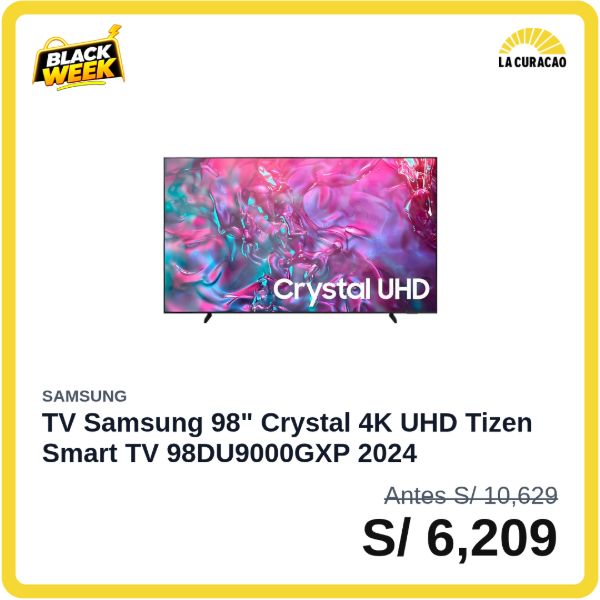 BLACK
WEEK
LA CURACAO
Crystal UHD
SAMSUNG
TV Samsung 98" Crystal 4K UHD Tizen
Smart TV 98DU9000GXP 2024
Antes S/ 10,629
S/ 6,209